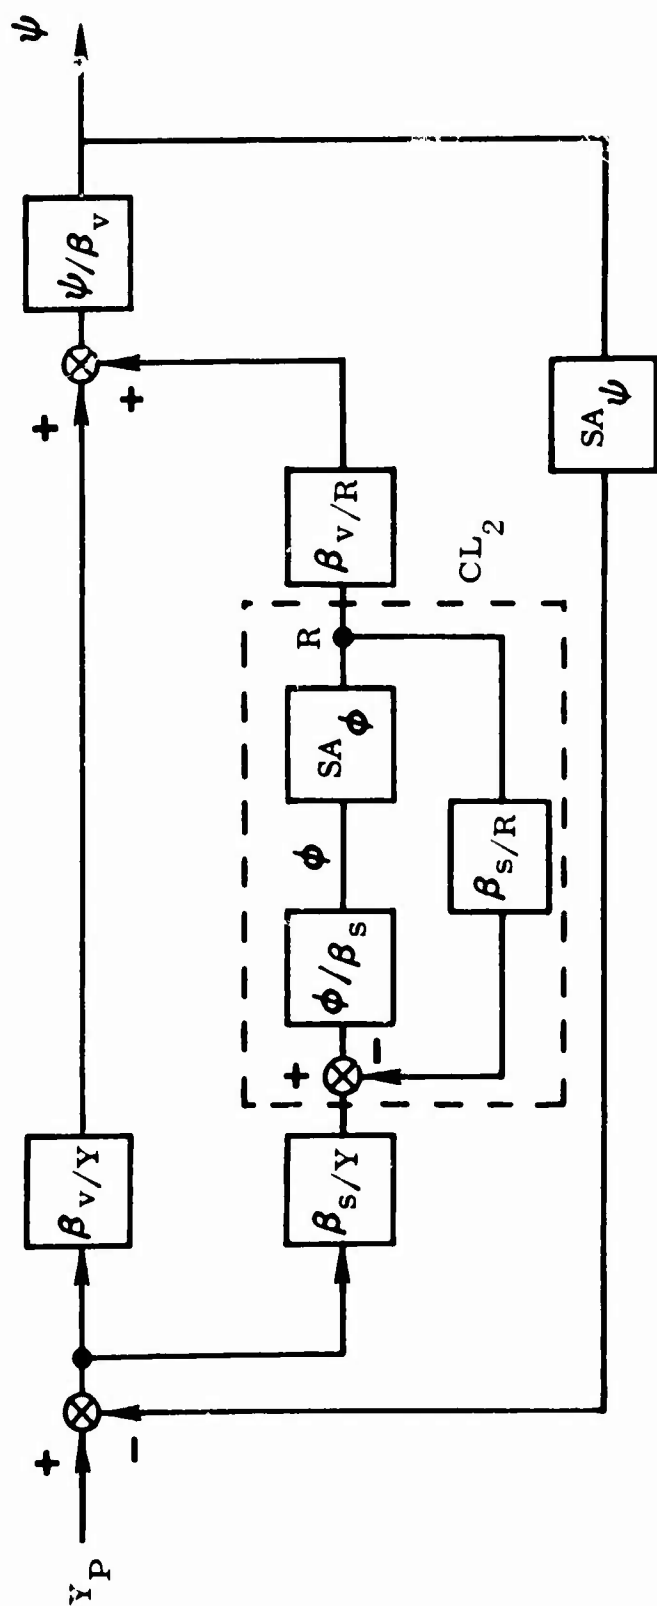 Y_P
+
−
β_v/Y
β_s/Y
+
−
ϕ/β_s
ϕ
SA_ϕ
R
β_s/R
CL_2
β_v/R
+
+
ψ/β_v
ψ
SA_ψ